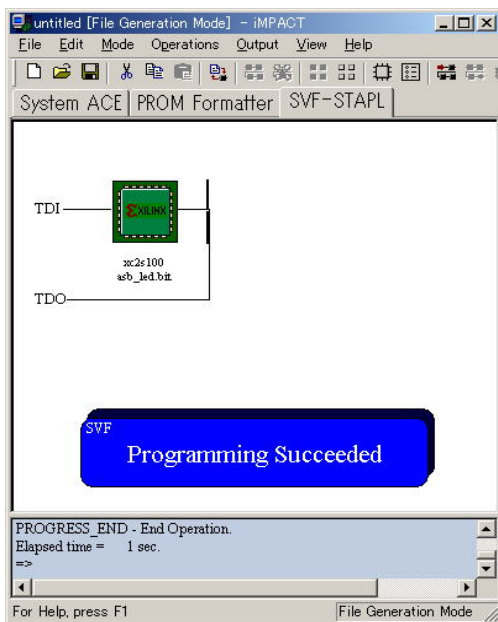 untitled [File Generation Mode] - iMPACT
File Edit Mode Operations Output View Help
System ACE PROM Formatter SVF-STAPL
TDI
XILINX
xc2s100
asb_led.bit
TDO
SVF
Programming Succeeded
PROGRESS_END - End Operation.
Elapsed time = 1 sec.
=>
For Help, press F1 File Generation Mode